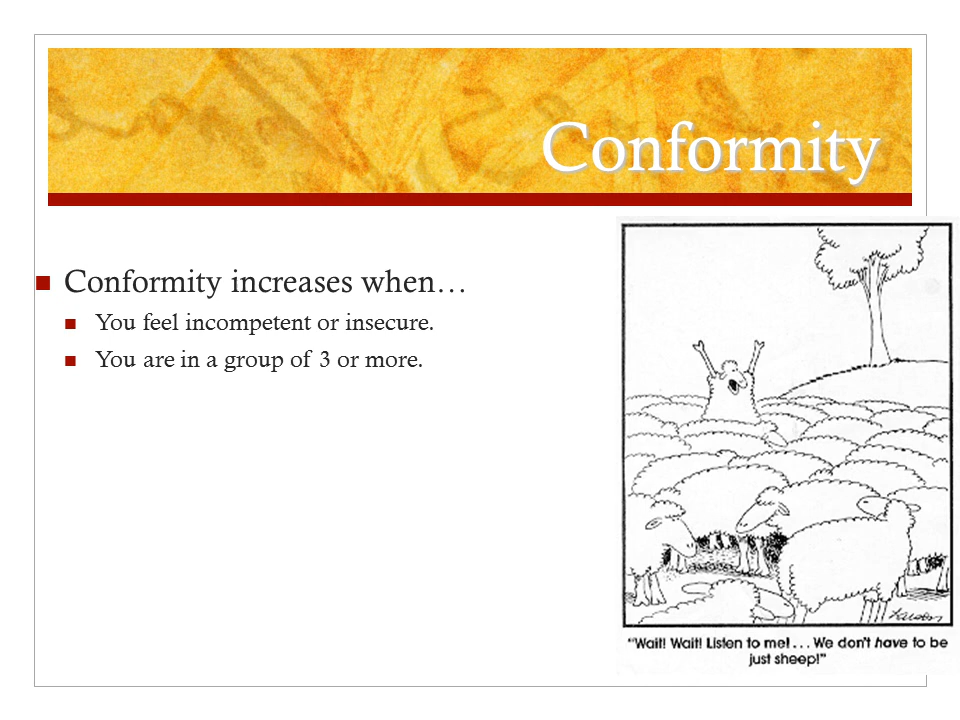 Conformity
Conformity increases when…
You feel incompetent or insecure.
You are in a group of 3 or more.
Larson
"Wait! Wait! Listen to me! . . . We don't have to be
just sheep!"